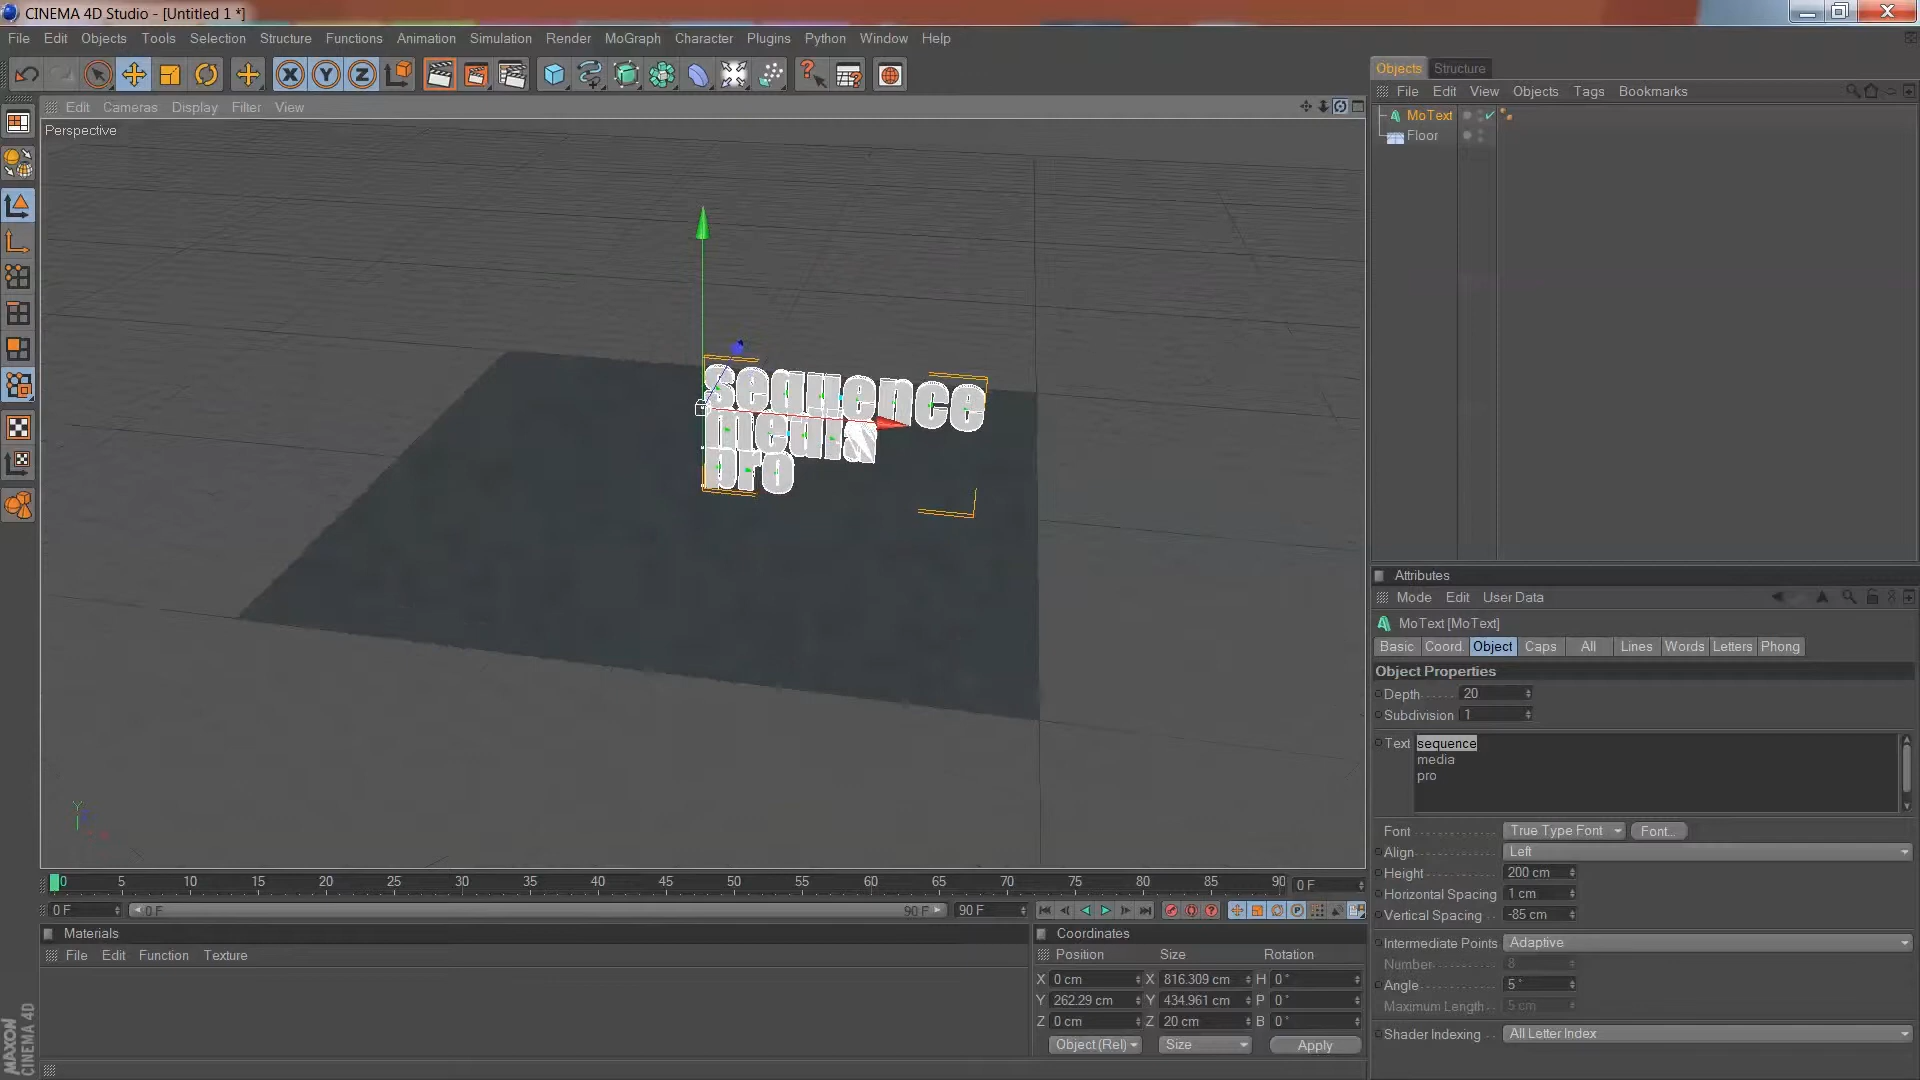 CINEMA 4D Studio - [Untitled 1 *]
File Edit Objects Tools Selection Structure Functions Animation Simulation Render MoGraph Character Plugins Python Window Help
Objects Structure
File Edit View Objects Tags Bookmarks
Edit Cameras Display Filter View
MoText
Floor
Perspective
sequence
media
pro
Y
Attributes
Mode Edit User Data
MoText [MoText]
Basic Coord. Object Caps All Lines Words Letters Phong
Object Properties
Depth 20
Subdivision 1
Text sequence
media
pro
Font True Type Font Font...
Align Left
Height 200 cm
Horizontal Spacing 1 cm
Vertical Spacing -85 cm
Intermediate Points Adaptive
Number 8
Angle 5 °
Maximum Length 5 cm
Shader Indexing All Letter Index
0 5 10 15 20 25 30 35 40 45 50 55 60 65 70 75 80 85 90 0 F
0 F 0 F 90 F 90 F
Materials
File Edit Function Texture
Coordinates
Position Size Rotation
X 0 cm X 816.309 cm H 0 °
Y 262.29 cm Y 434.961 cm P 0 °
Z 0 cm Z 20 cm B 0 °
Object (Rel) Size Apply
MAXON
CINEMA 4D